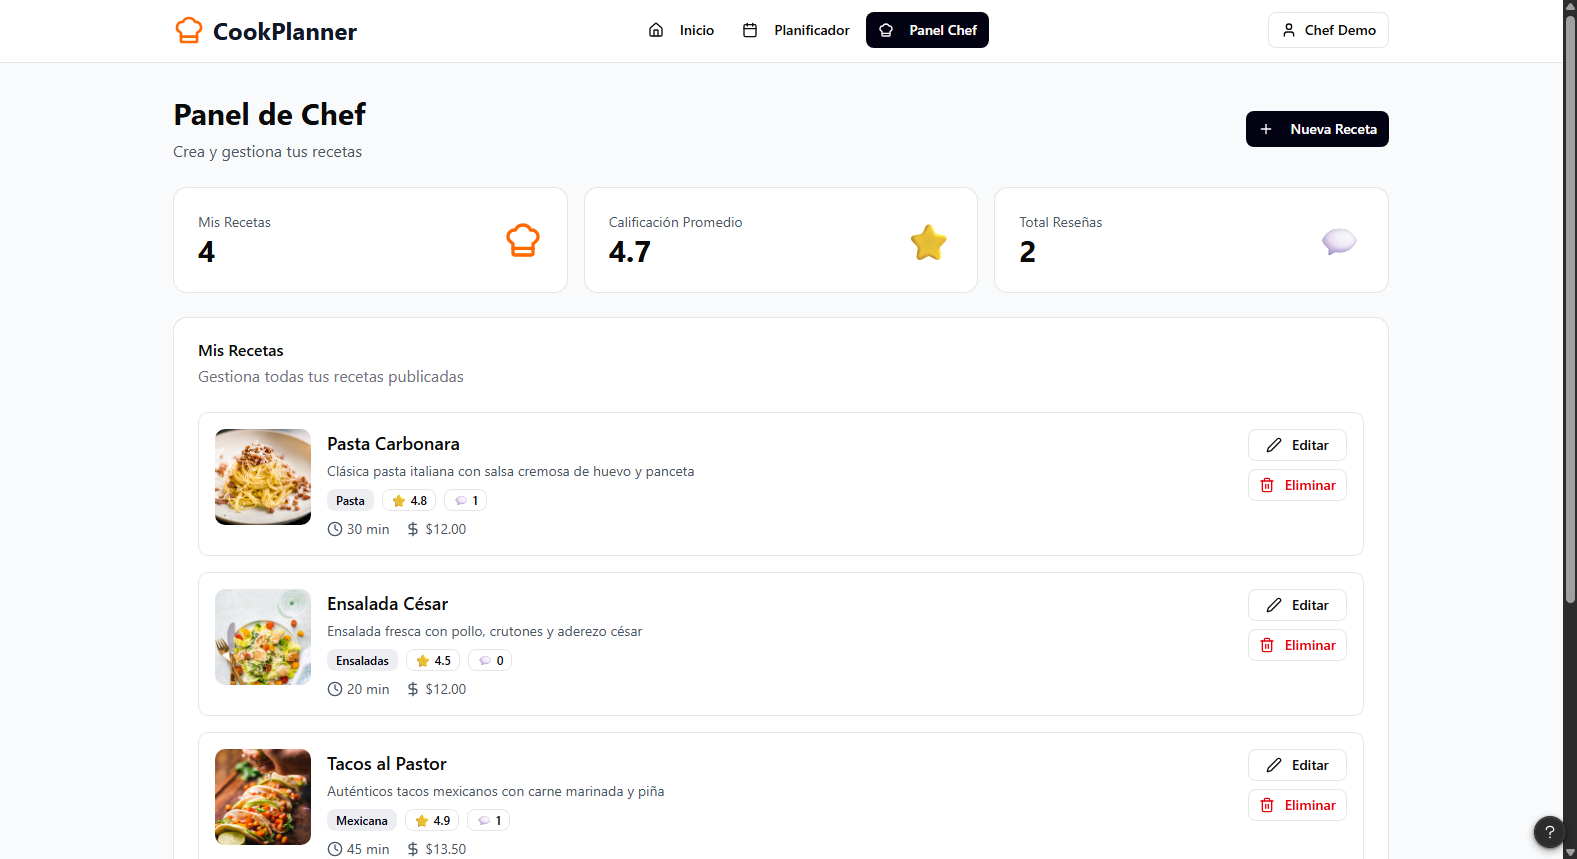 CookPlanner
Inicio
Planificador
Panel Chef
Chef Demo
Panel de Chef
Crea y gestiona tus recetas
Nueva Receta
Mis Recetas
4
Calificación Promedio
4.7
Total Reseñas
2
Mis Recetas
Gestiona todas tus recetas publicadas
Pasta Carbonara
Clásica pasta italiana con salsa cremosa de huevo y panceta
Pasta 4.8 1
30 min $ $12.00
Editar
Eliminar
Ensalada César
Ensalada fresca con pollo, crutones y aderezo césar
Ensaladas 4.5 0
20 min $ $12.00
Editar
Eliminar
Tacos al Pastor
Auténticos tacos mexicanos con carne marinada y piña
Mexicana 4.9 1
45 min $ $13.50
Editar
Eliminar
?